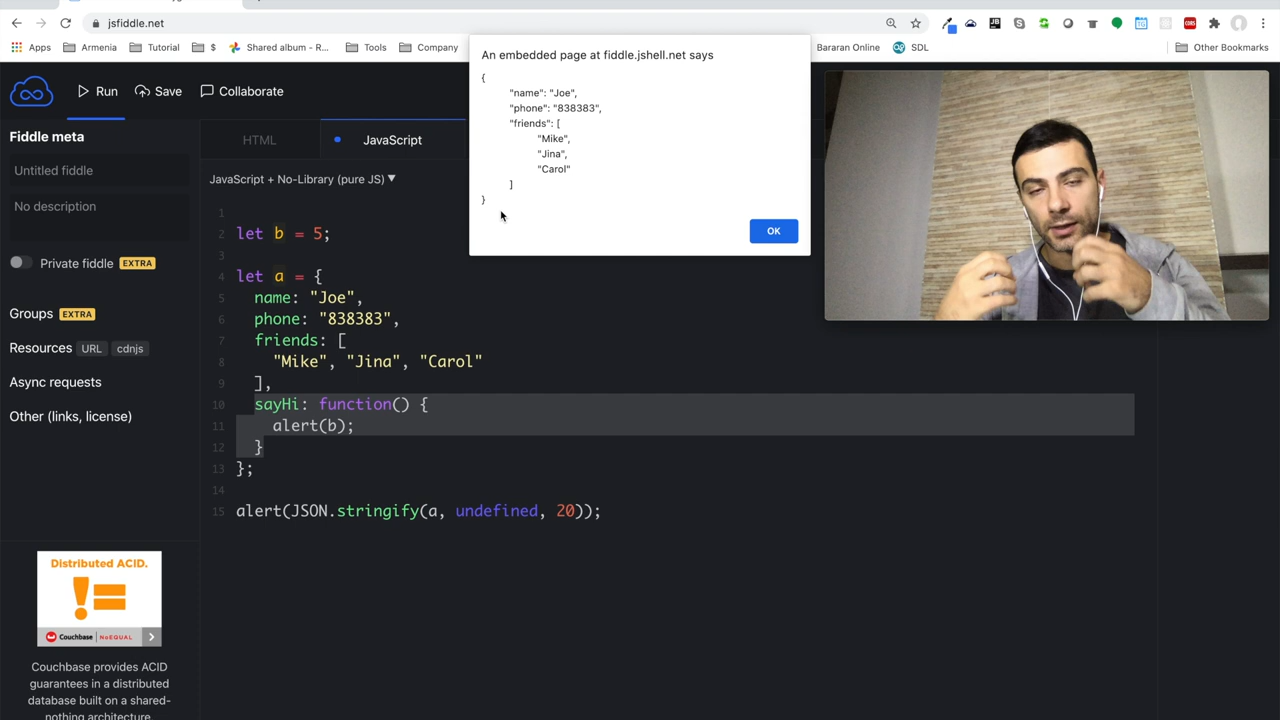 jsfiddle.net
Apps Armenia Tutorial $ Shared album - R... Tools Company Bararan Online SDL Other Bookmarks
An embedded page at fiddle.jshell.net says
{
"name": "Joe",
"phone": "838383",
"friends": [
"Mike",
"Jina",
"Carol"
]
}
OK
Run Save Collaborate
Fiddle meta
Untitled fiddle
No description
Private fiddle EXTRA
Groups EXTRA
Resources URL cdnjs
Async requests
Other (links, license)
HTML JavaScript
JavaScript + No-Library (pure JS) ▼
1
2 let b = 5;
3
4 let a = {
5 name: "Joe",
6 phone: "838383",
7 friends: [
8 "Mike", "Jina", "Carol"
9 ],
10 sayHi: function() {
11 alert(b);
12 }
13 };
14
15 alert(JSON.stringify(a, undefined, 20));
Distributed ACID.
!=
Couchbase | NoEQUAL
Couchbase provides ACID
guarantees in a distributed
database built on a shared-
nothing architecture.